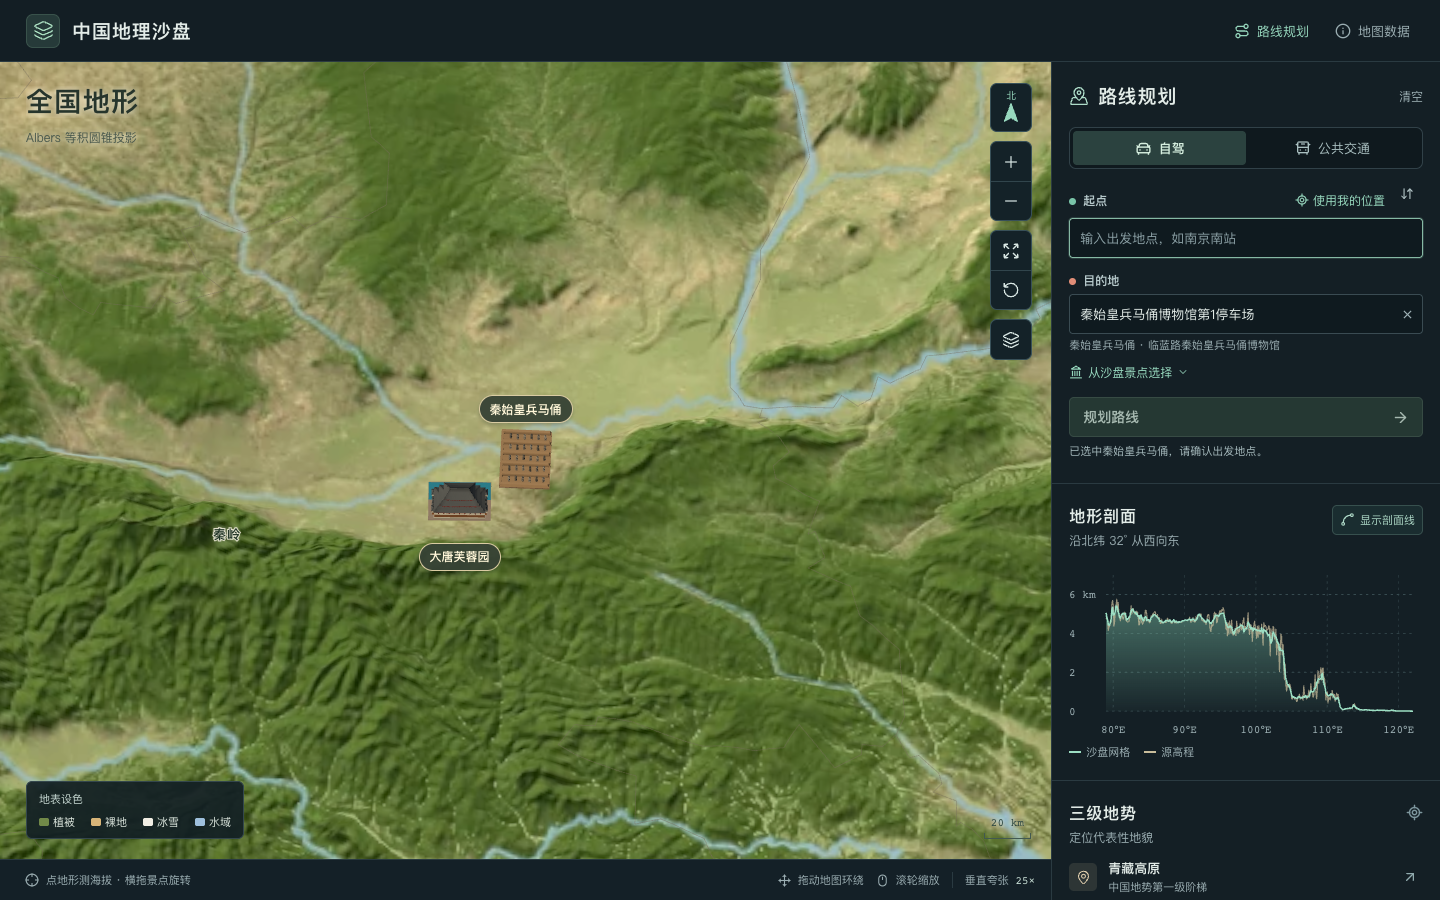 中国地理沙盘
路线规划
地图数据
全国地形
Albers 等积圆锥投影
北
秦始皇兵马俑
大唐芙蓉园
秦岭
地表设色
植被 裸地 冰雪 水域
20 km
点地形测海拔 · 横拖景点旋转
拖动地图环绕
滚轮缩放
垂直夸张 25×
路线规划
清空
自驾
公共交通
起点
使用我的位置
输入出发地点，如南京南站
目的地
秦始皇兵马俑博物馆第1停车场
秦始皇兵马俑 · 临蓝路秦始皇兵马俑博物馆
从沙盘景点选择
规划路线
已选中秦始皇兵马俑，请确认出发地点。
地形剖面
显示剖面线
沿北纬 32° 从西向东
6 km
4
2
0
80°E 90°E 100°E 110°E 120°E
沙盘网格 源高程
三级地势
定位代表性地貌
青藏高原
中国地势第一级阶梯